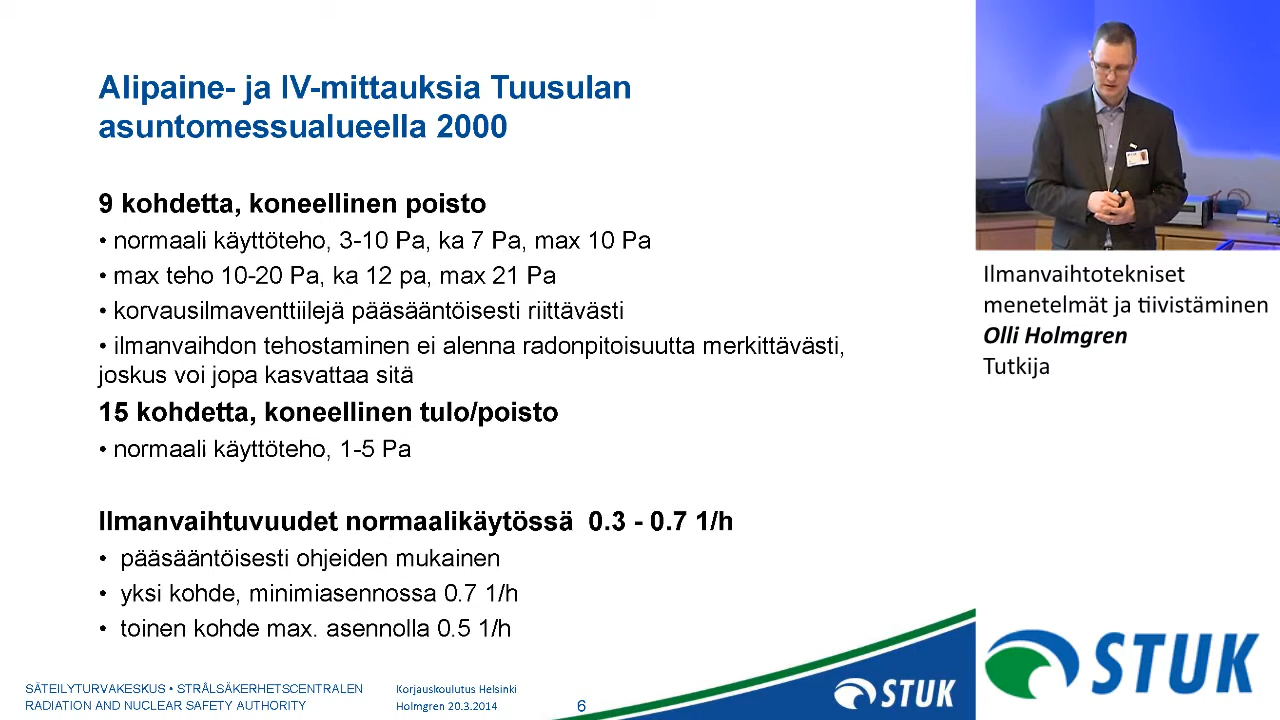 Alipaine- ja IV-mittauksia Tuusulan
asuntomessualueella 2000
9 kohdetta, koneellinen poisto
• normaali käyttöteho, 3-10 Pa, ka 7 Pa, max 10 Pa
• max teho 10-20 Pa, ka 12 pa, max 21 Pa
• korvausilmaventtiilejä pääsääntöisesti riittävästi
• ilmanvaihdon tehostaminen ei alenna radonpitoisuutta merkittävästi,
joskus voi jopa kasvattaa sitä
15 kohdetta, koneellinen tulo/poisto
• normaali käyttöteho, 1-5 Pa
Ilmanvaihtuvuudet normaalikäytössä 0.3 - 0.7 1/h
• pääsääntöisesti ohjeiden mukainen
• yksi kohde, minimiasennossa 0.7 1/h
• toinen kohde max. asennolla 0.5 1/h
SÄTEILYTURVAKESKUS • STRÅLSÄKERHETSCENTRALEN
RADIATION AND NUCLEAR SAFETY AUTHORITY
Korjauskoulutus Helsinki
Holmgren 20.3.2014
6
STUK
STUK
Ilmanvaihtotekniset
menetelmät ja tiivistäminen
Olli Holmgren
Tutkija
STUK